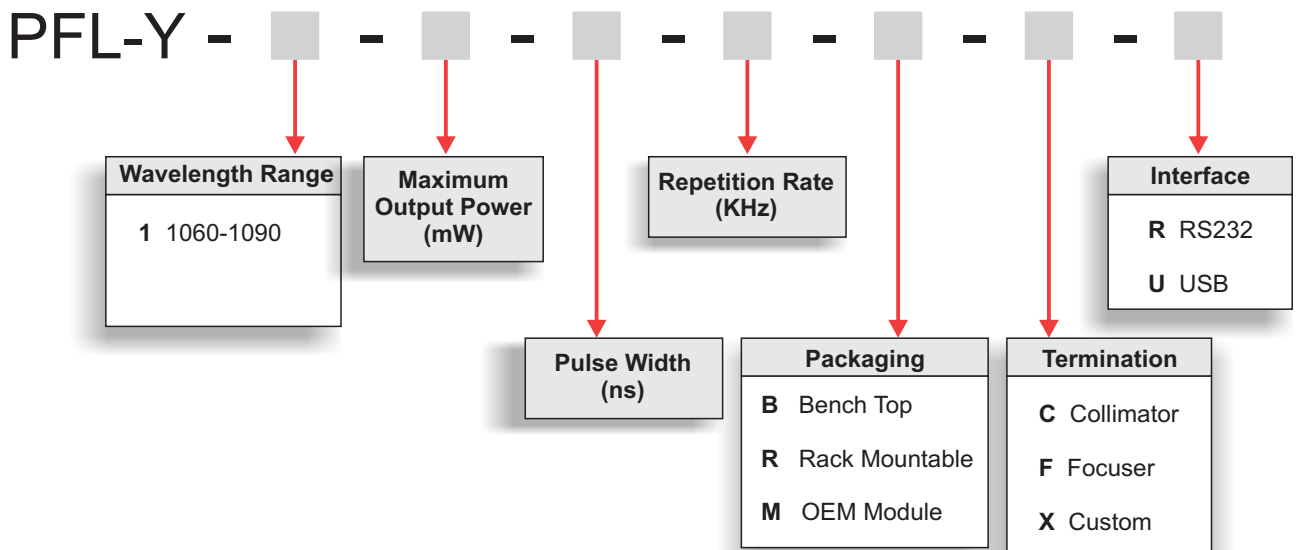 PFL-Y - - - - - - -
Wavelength Range
1 1060-1090
Maximum
Output Power
(mW)
Pulse Width
(ns)
Repetition Rate
(KHz)
Packaging
B Bench Top
R Rack Mountable
M OEM Module
Termination
C Collimator
F Focuser
X Custom
Interface
R RS232
U USB